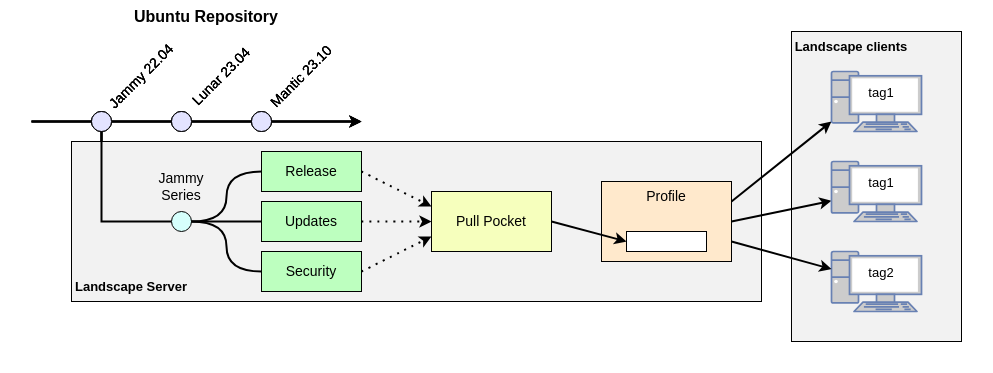 Ubuntu Repository
Jammy 22.04
Lunar 23.04
Mantic 23.10
Landscape clients
tag1
Jammy
Series
Release
Updates
Security
Pull Pocket
Profile
tag1
tag2
Landscape Server